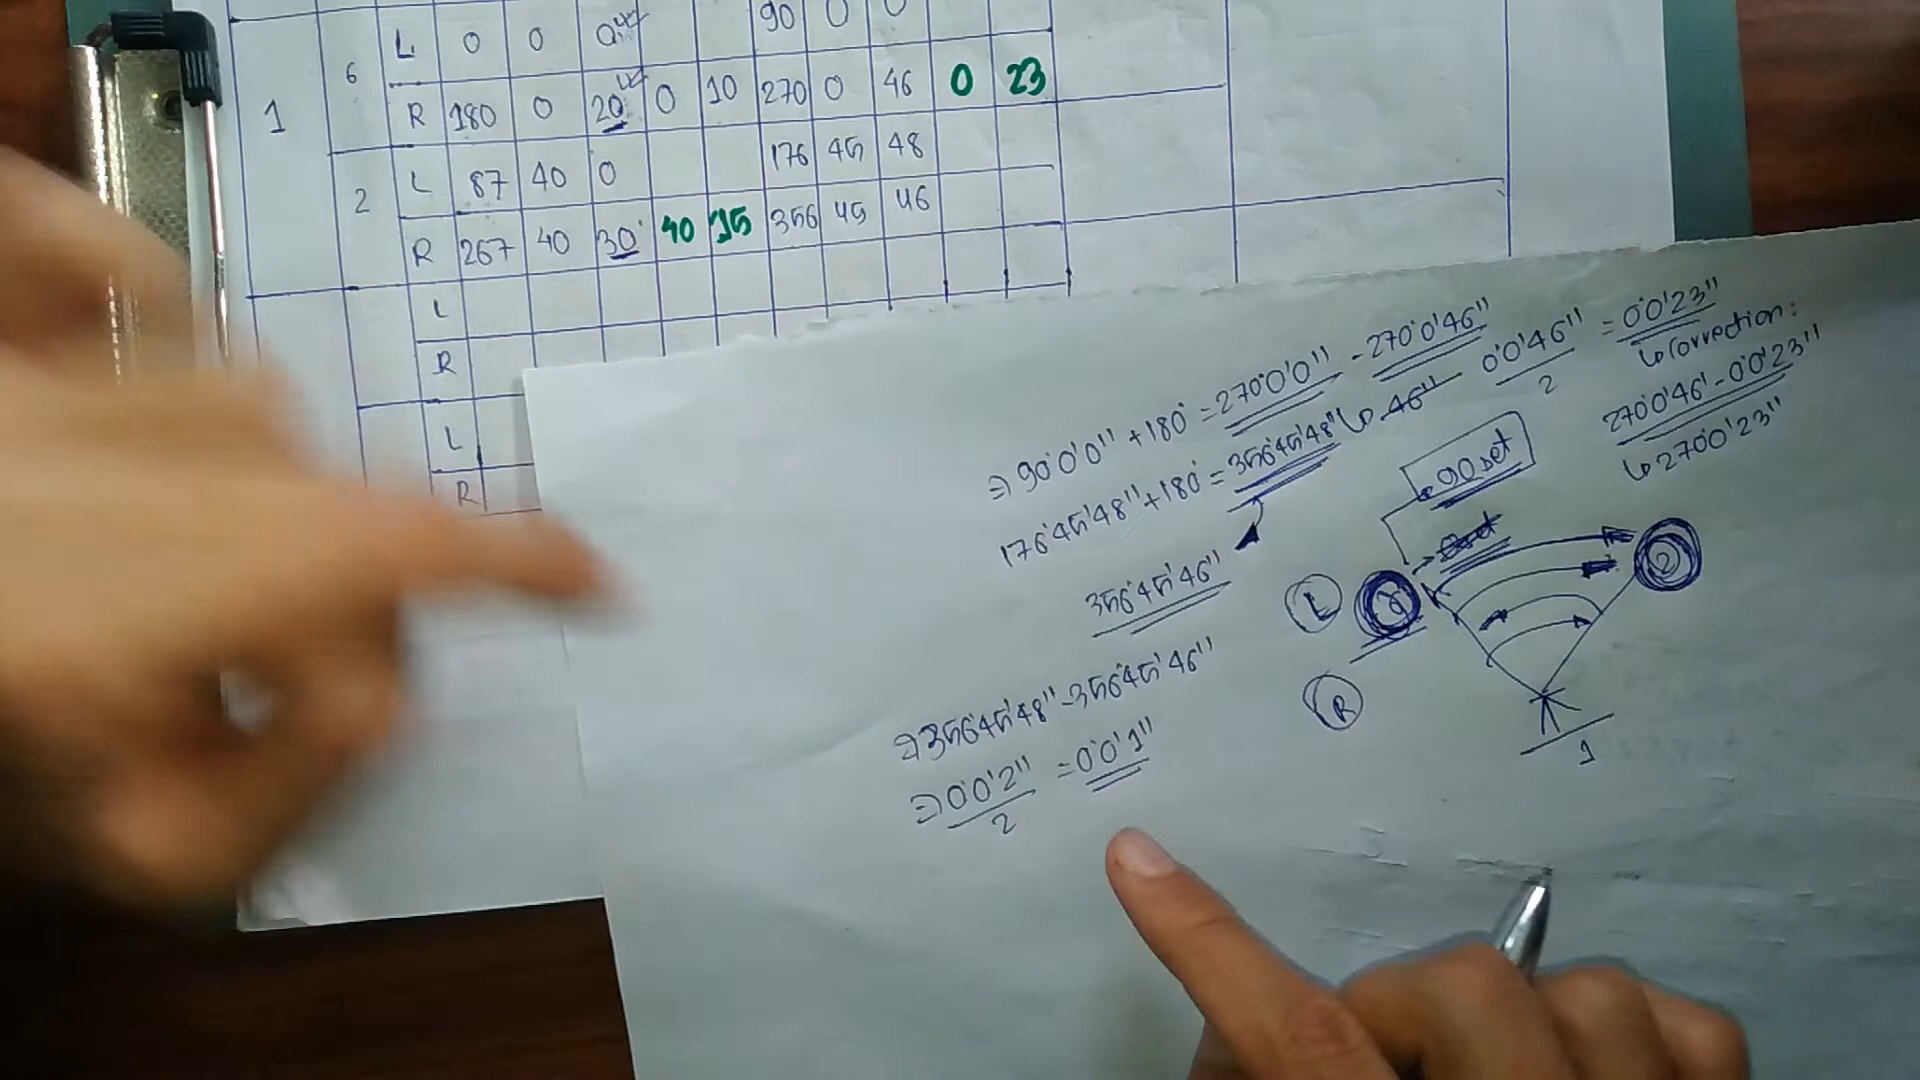 L 0 0 0" 90 0 0
1 6 R 180 0 20" 0 10 270 0 46 0 23
2 L 87 40 0 176 45 48
R 267 40 30" 40 15 356 45 46
L
R
L
R
⇒ 90°0'0" + 180° = 270°0'0" - 270°0'46"
↳ 46" 0°0'46" / 2 = 0°0'23"
↳ Correction:
270°0'46' - 0°0'23"
↳ 270°0'23"
176°45'48" + 180° = 356°45'48"
356°45'46"
⇒ 356°45'48" - 356°45'46"
⇒ 0°0'2" / 2 = 0°0'1"
90 set
L 6 2
R
1